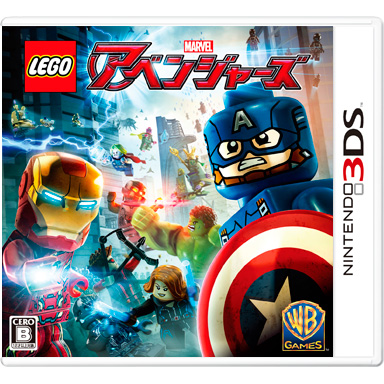 LEGO
MARVEL
アベンジャーズ
NINTENDO 3DS
A
CERO
B
WB
GAMES